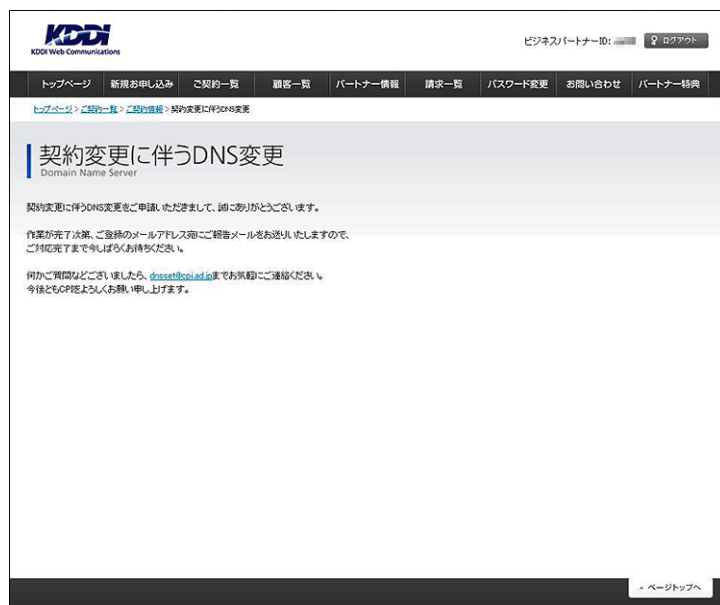 KDDI
KDDI Web Communications
ビジネスパートナーID:
ログアウト
トップページ 新規お申し込み ご契約一覧 顧客一覧 パートナー情報 請求一覧 パスワード変更 お問い合わせ パートナー特典
トップページ > ご契約一覧 > ご契約情報 > 契約変更に伴うDNS変更
契約変更に伴うDNS変更
Domain Name Server
契約変更に伴うDNS変更をご申請いただきまして、誠にありがとうございます。
作業が完了次第、ご登録のメールアドレス宛にご報告メールをお送りいたしますので、
ご対応完了まで今しばらくお待ちください。
何かご質問などございましたら、dnsset@cpi.ad.jpまでお気軽にご連絡ください。
今後ともCPIをよろしくお願い申し上げます。
ページトップへ